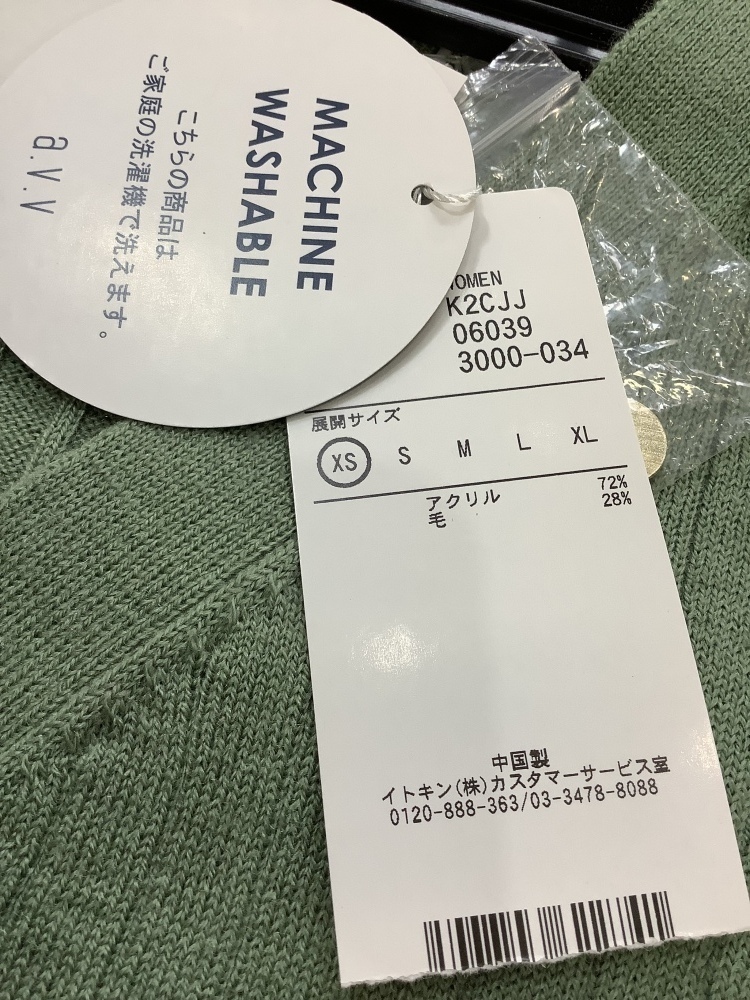 MACHINE
WASHABLE
こちらの商品は
ご家庭の洗濯機で洗えます。
a.v.v
WOMEN
K2CJJ
06039
3000-034
展開サイズ
XS S M L XL
アクリル 72%
毛 28%
中国製
イトキン(株)カスタマーサービス室
0120-888-363/03-3478-8088